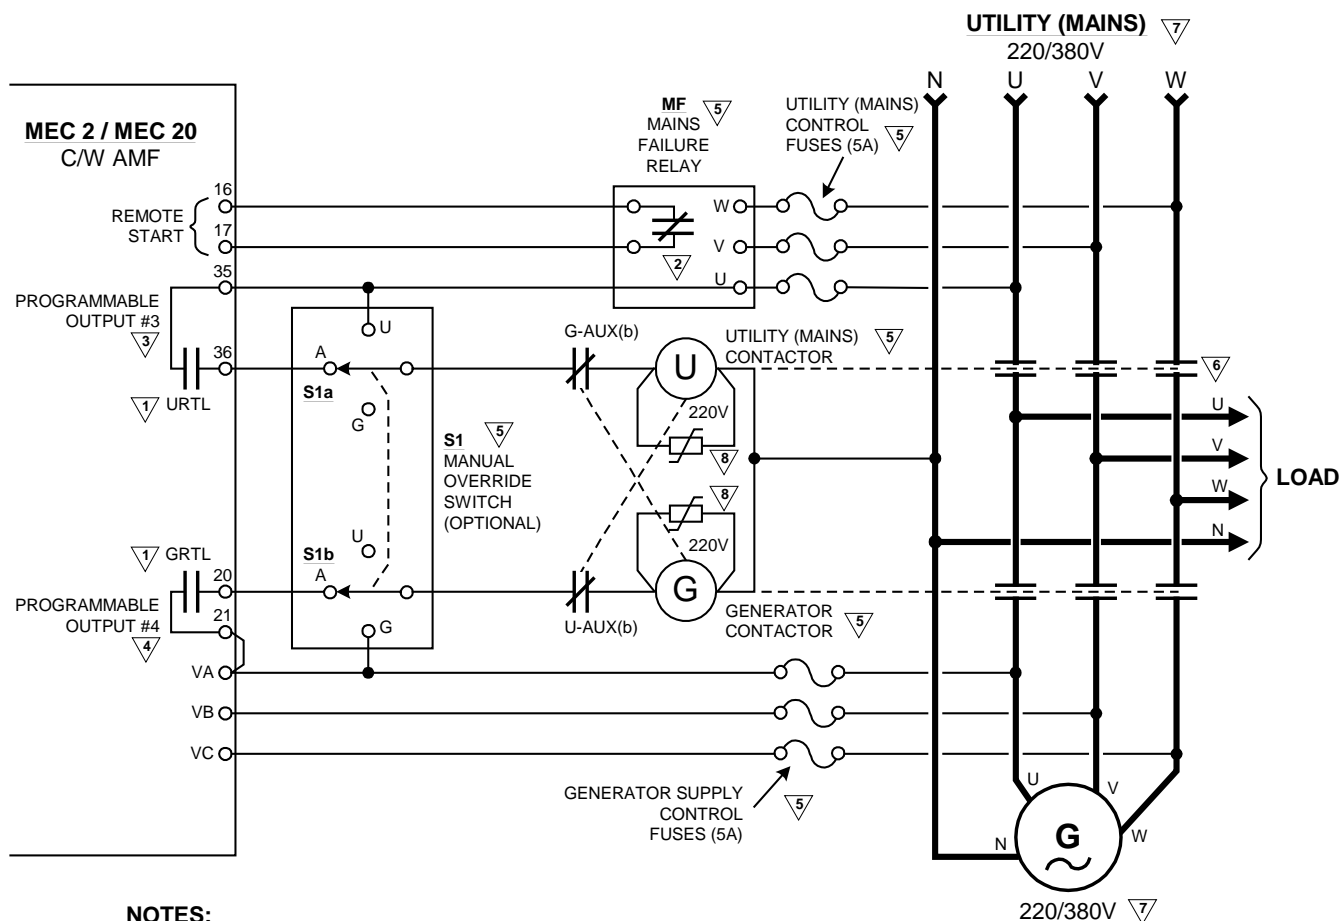 UTILITY (MAINS) 7
220/380V
N U V W
MEC 2 / MEC 20
C/W AMF
MF 5
MAINS
FAILURE
RELAY
UTILITY (MAINS)
CONTROL
FUSES (5A) 5
16
REMOTE
START
17
W
V
2
U
35
PROGRAMMABLE
OUTPUT #3
3
36
1 URTL
U
A
S1a
G
S1 5
MANUAL
OVERRIDE
SWITCH
(OPTIONAL)
G-AUX(b)
U
220V
8
UTILITY (MAINS) 5
CONTACTOR
6
U
V
W
N
LOAD
8
220V
G
U-AUX(b)
GENERATOR
CONTACTOR 5
U
S1b
A
G
1 GRTL
20
PROGRAMMABLE
OUTPUT #4
4
21
VA
VB
VC
GENERATOR SUPPLY
CONTROL
FUSES (5A)
5
U
V
W
N
G
220/380V 7
NOTES: